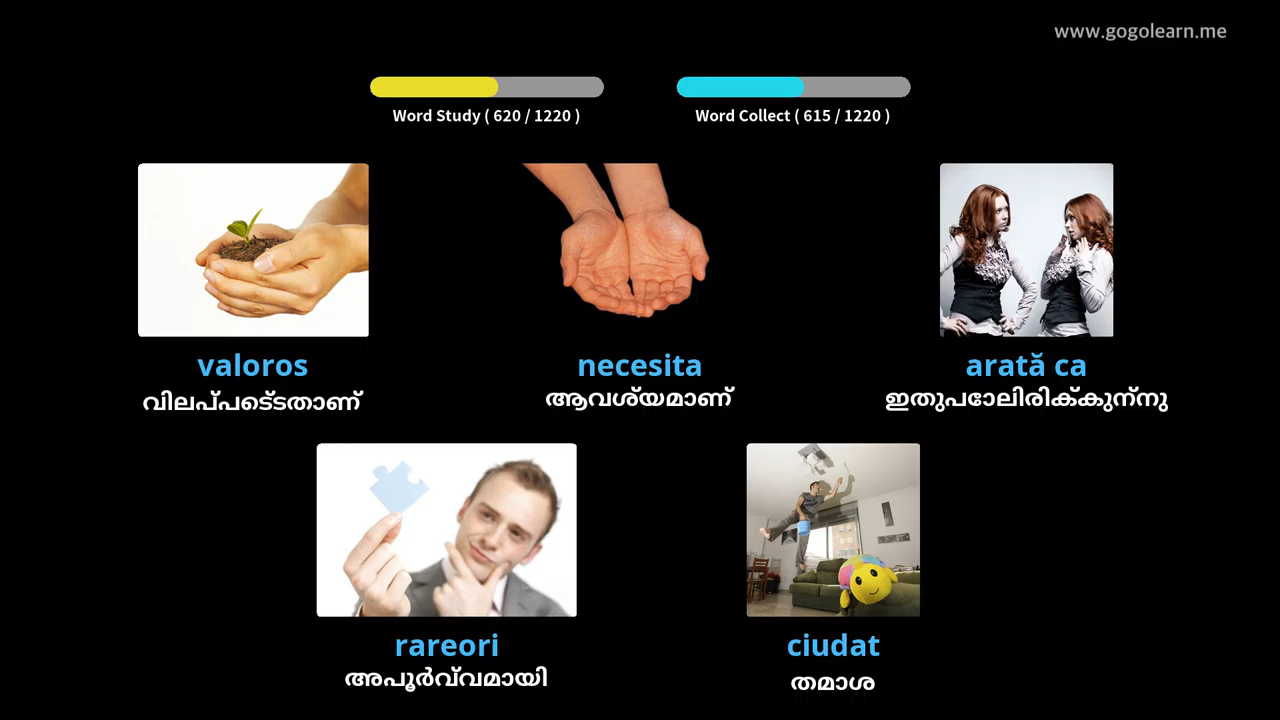 www.gogolearn.me
Word Study ( 620 / 1220 )
Word Collect ( 615 / 1220 )
valoros
necesita
arată ca
വിലപ്പട്ടെതാണ്
ആവശ്യമാണ്
ഇതുപോലിരിക്കുന്നു
rareori
ciudat
അപൂർവ്വമായി
തമാശ